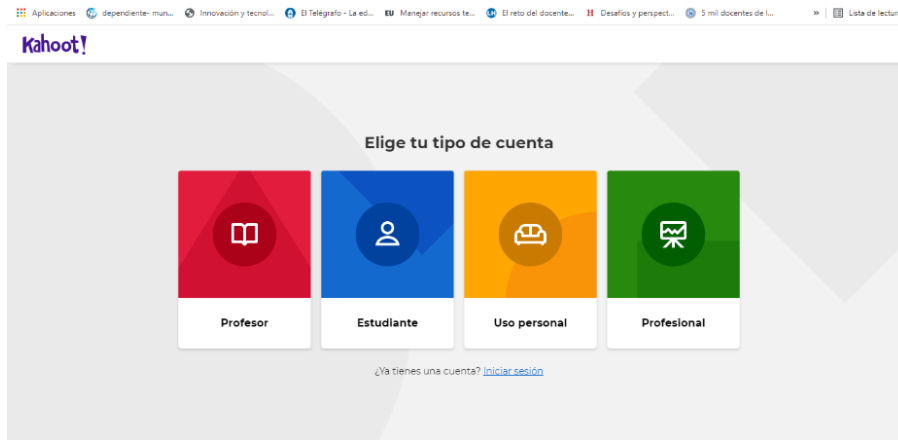 Aplicaciones dependiente- mun... Innovación y tecnol... El Telégrafo - La ed... Manejar recursos te... El reto del docente... H Desafíos y perspect... 5 mil docentes de l... » Lista de lectur
Kahoot!
Elige tu tipo de cuenta
Profesor Estudiante Uso personal Profesional
¿Ya tienes una cuenta? Iniciar sesión